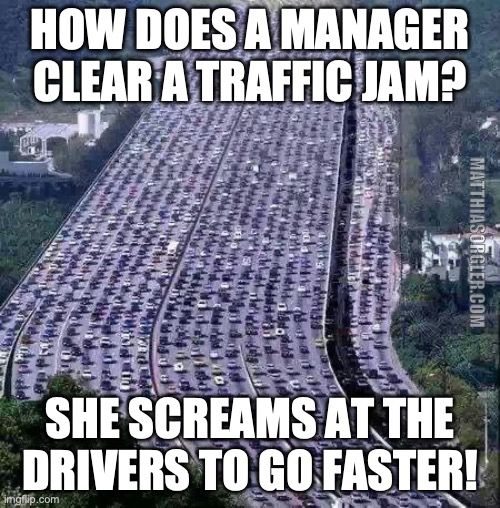 HOW DOES A MANAGER
CLEAR A TRAFFIC JAM?
MATTHIASORGLER.COM
SHE SCREAMS AT THE
DRIVERS TO GO FASTER!
imgflip.com